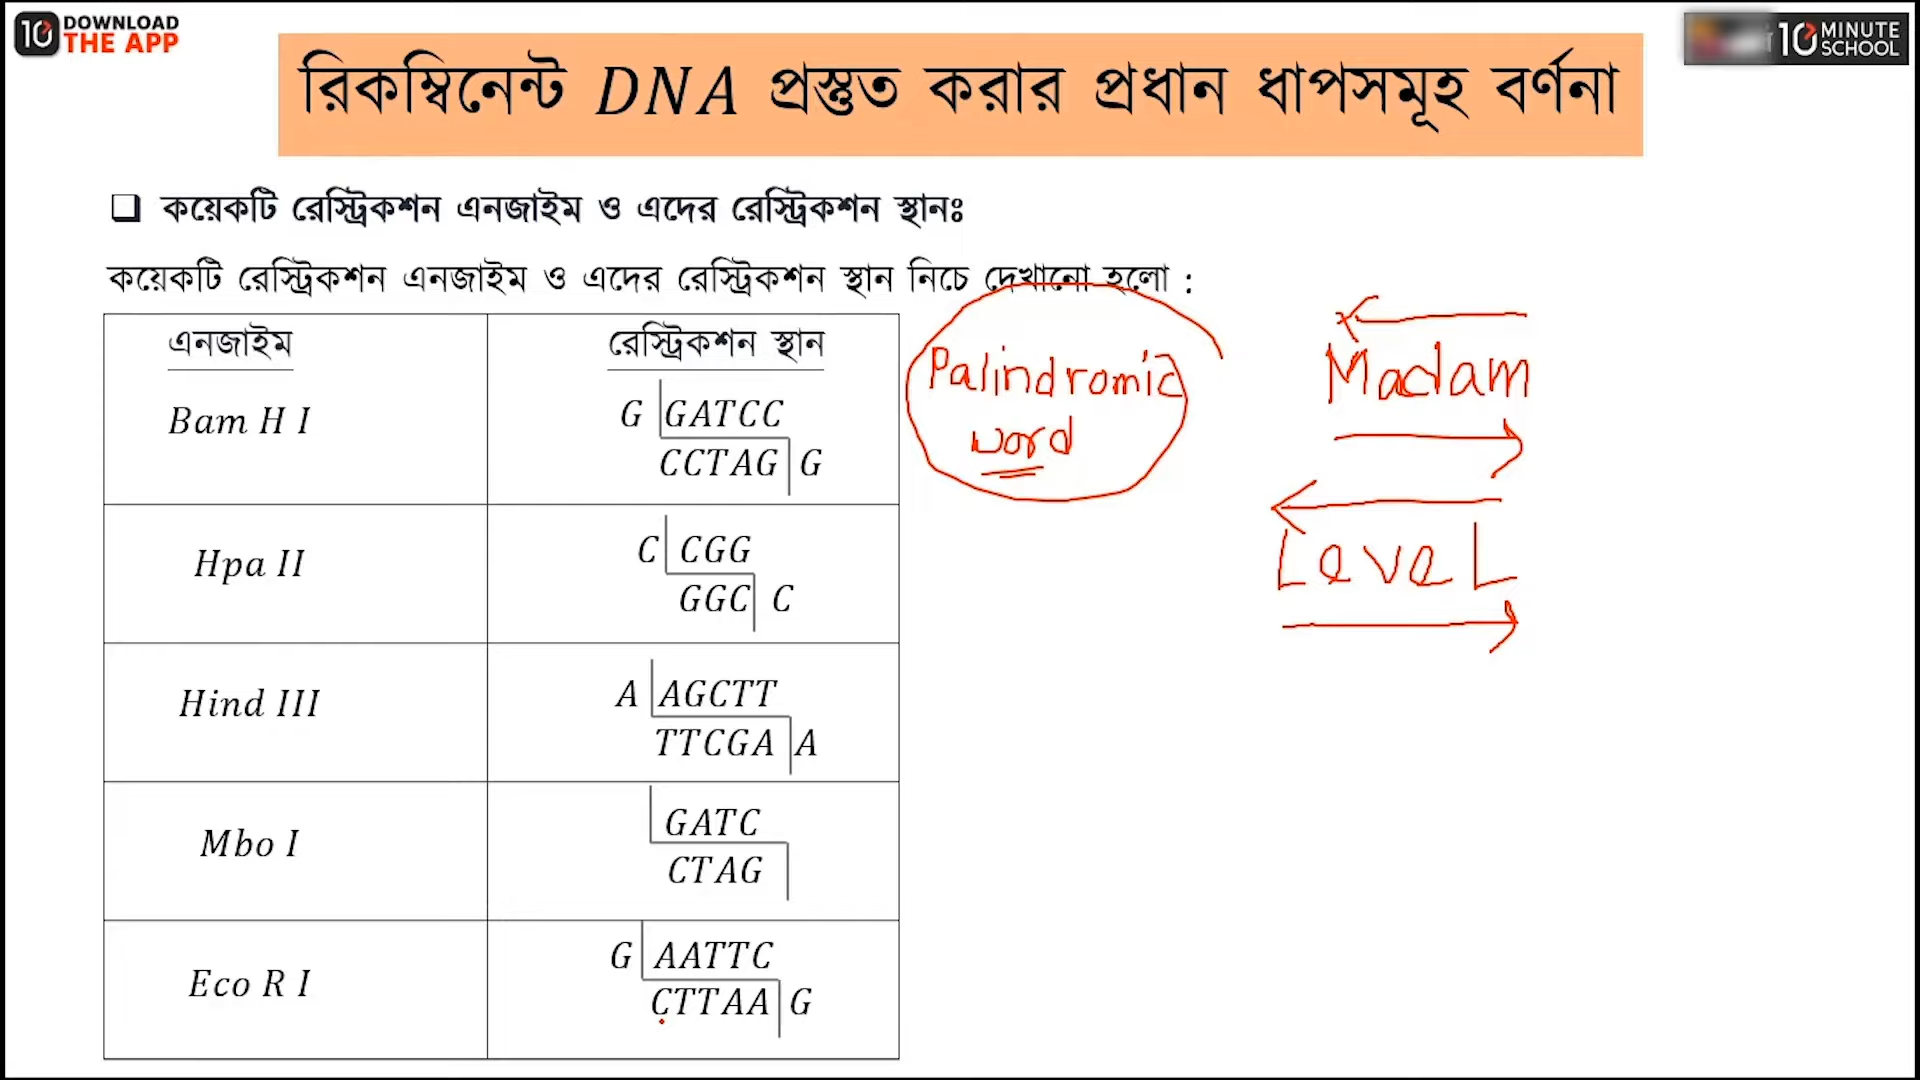 10 DOWNLOAD
THE APP
10 MINUTE
SCHOOL
রিকম্বিনেন্ট DNA প্রস্তুত করার প্রধান ধাপসমূহ বর্ণনা
কয়েকটি রেস্ট্রিকশন এনজাইম ও এদের রেস্ট্রিকশন স্থানঃ
কয়েকটি রেস্ট্রিকশন এনজাইম ও এদের রেস্ট্রিকশন স্থান নিচে দেখানো হলো :
এনজাইম রেস্ট্রিকশন স্থান
Bam H I G GATCC
CCTAG G
Hpa II C CGG
GGC C
Hind III A AGCTT
TTCGA A
Mbo I GATC
CTAG
Eco R I G AATTC
CTTAA G
Palindromic
word
Madam
LeveL